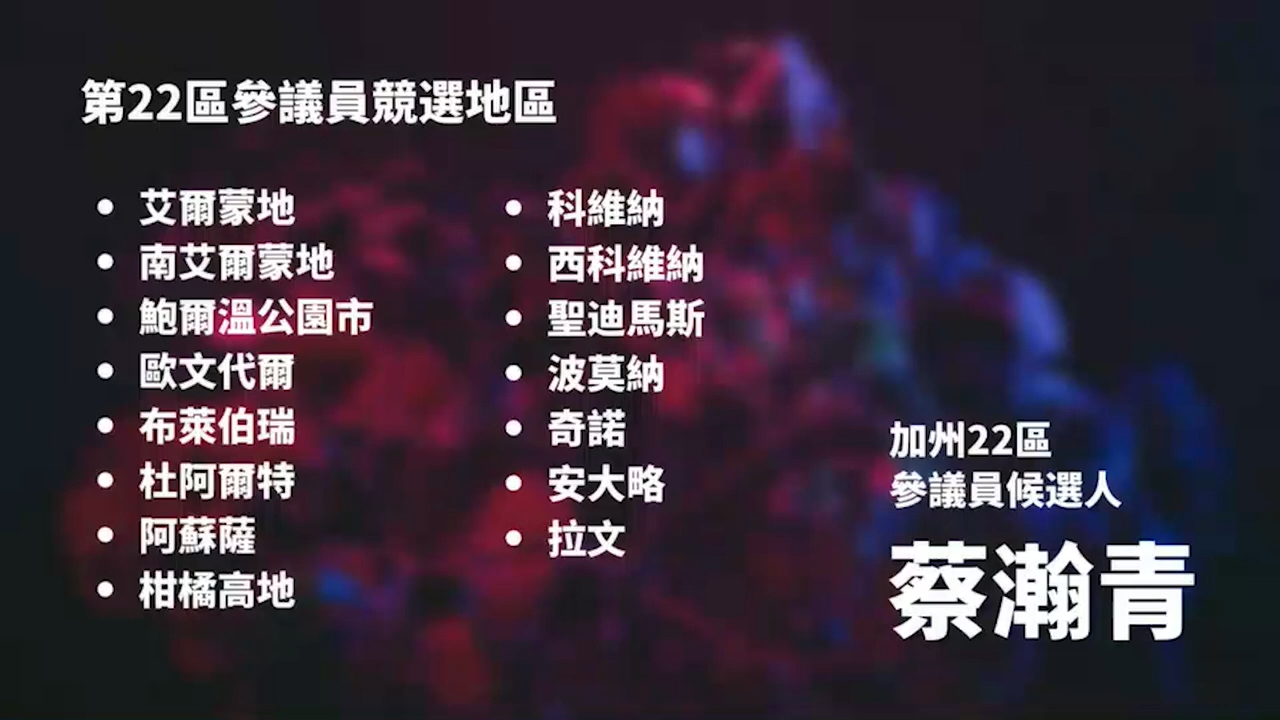 第22區參議員競選地區
艾爾蒙地
南艾爾蒙地
鮑爾溫公園市
歐文代爾
布萊伯瑞
杜阿爾特
阿蘇薩
柑橘高地
科維納
西科維納
聖迪馬斯
波莫納
奇諾
安大略
拉文
加州22區
參議員候選人
蔡瀚青